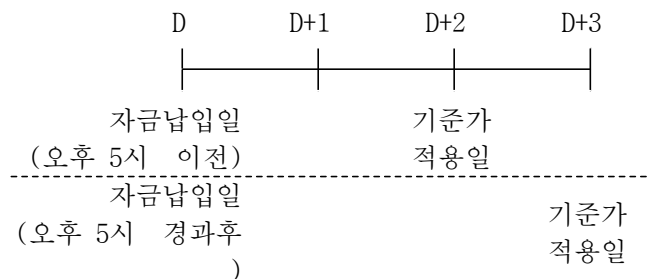 D D+1 D+2 D+3
자금납입일 기준가
(오후 5시 이전) 적용일
자금납입일
기준가
(오후 5시 경과후
적용일
)